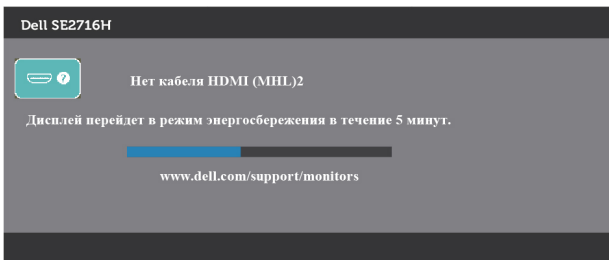 Dell SE2716H
?
Нет кабеля HDMI (MHL)2
Дисплей перейдет в режим энергосбережения в течение 5 минут.
www.dell.com/support/monitors